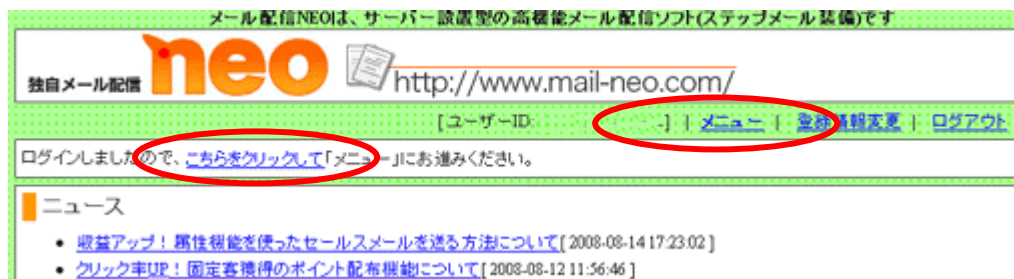 メール配信NEOは、サーバー設置型の高機能メール配信ソフト(ステップメール装備)です
独自メール配信 neo http://www.mail-neo.com/
[ユーザーID: .] | メニュー | 登録情報変更 | ログアウト
ログインしましたので、こちらをクリックして「メニュー」にお進みください。
ニュース
• 収益アップ！属性機能を使ったセールスメールを送る方法について[ 2008-08-14 17:23:02 ]
• クリック率UP！固定客獲得のポイント配布機能について[ 2008-08-12 11:56:46 ]